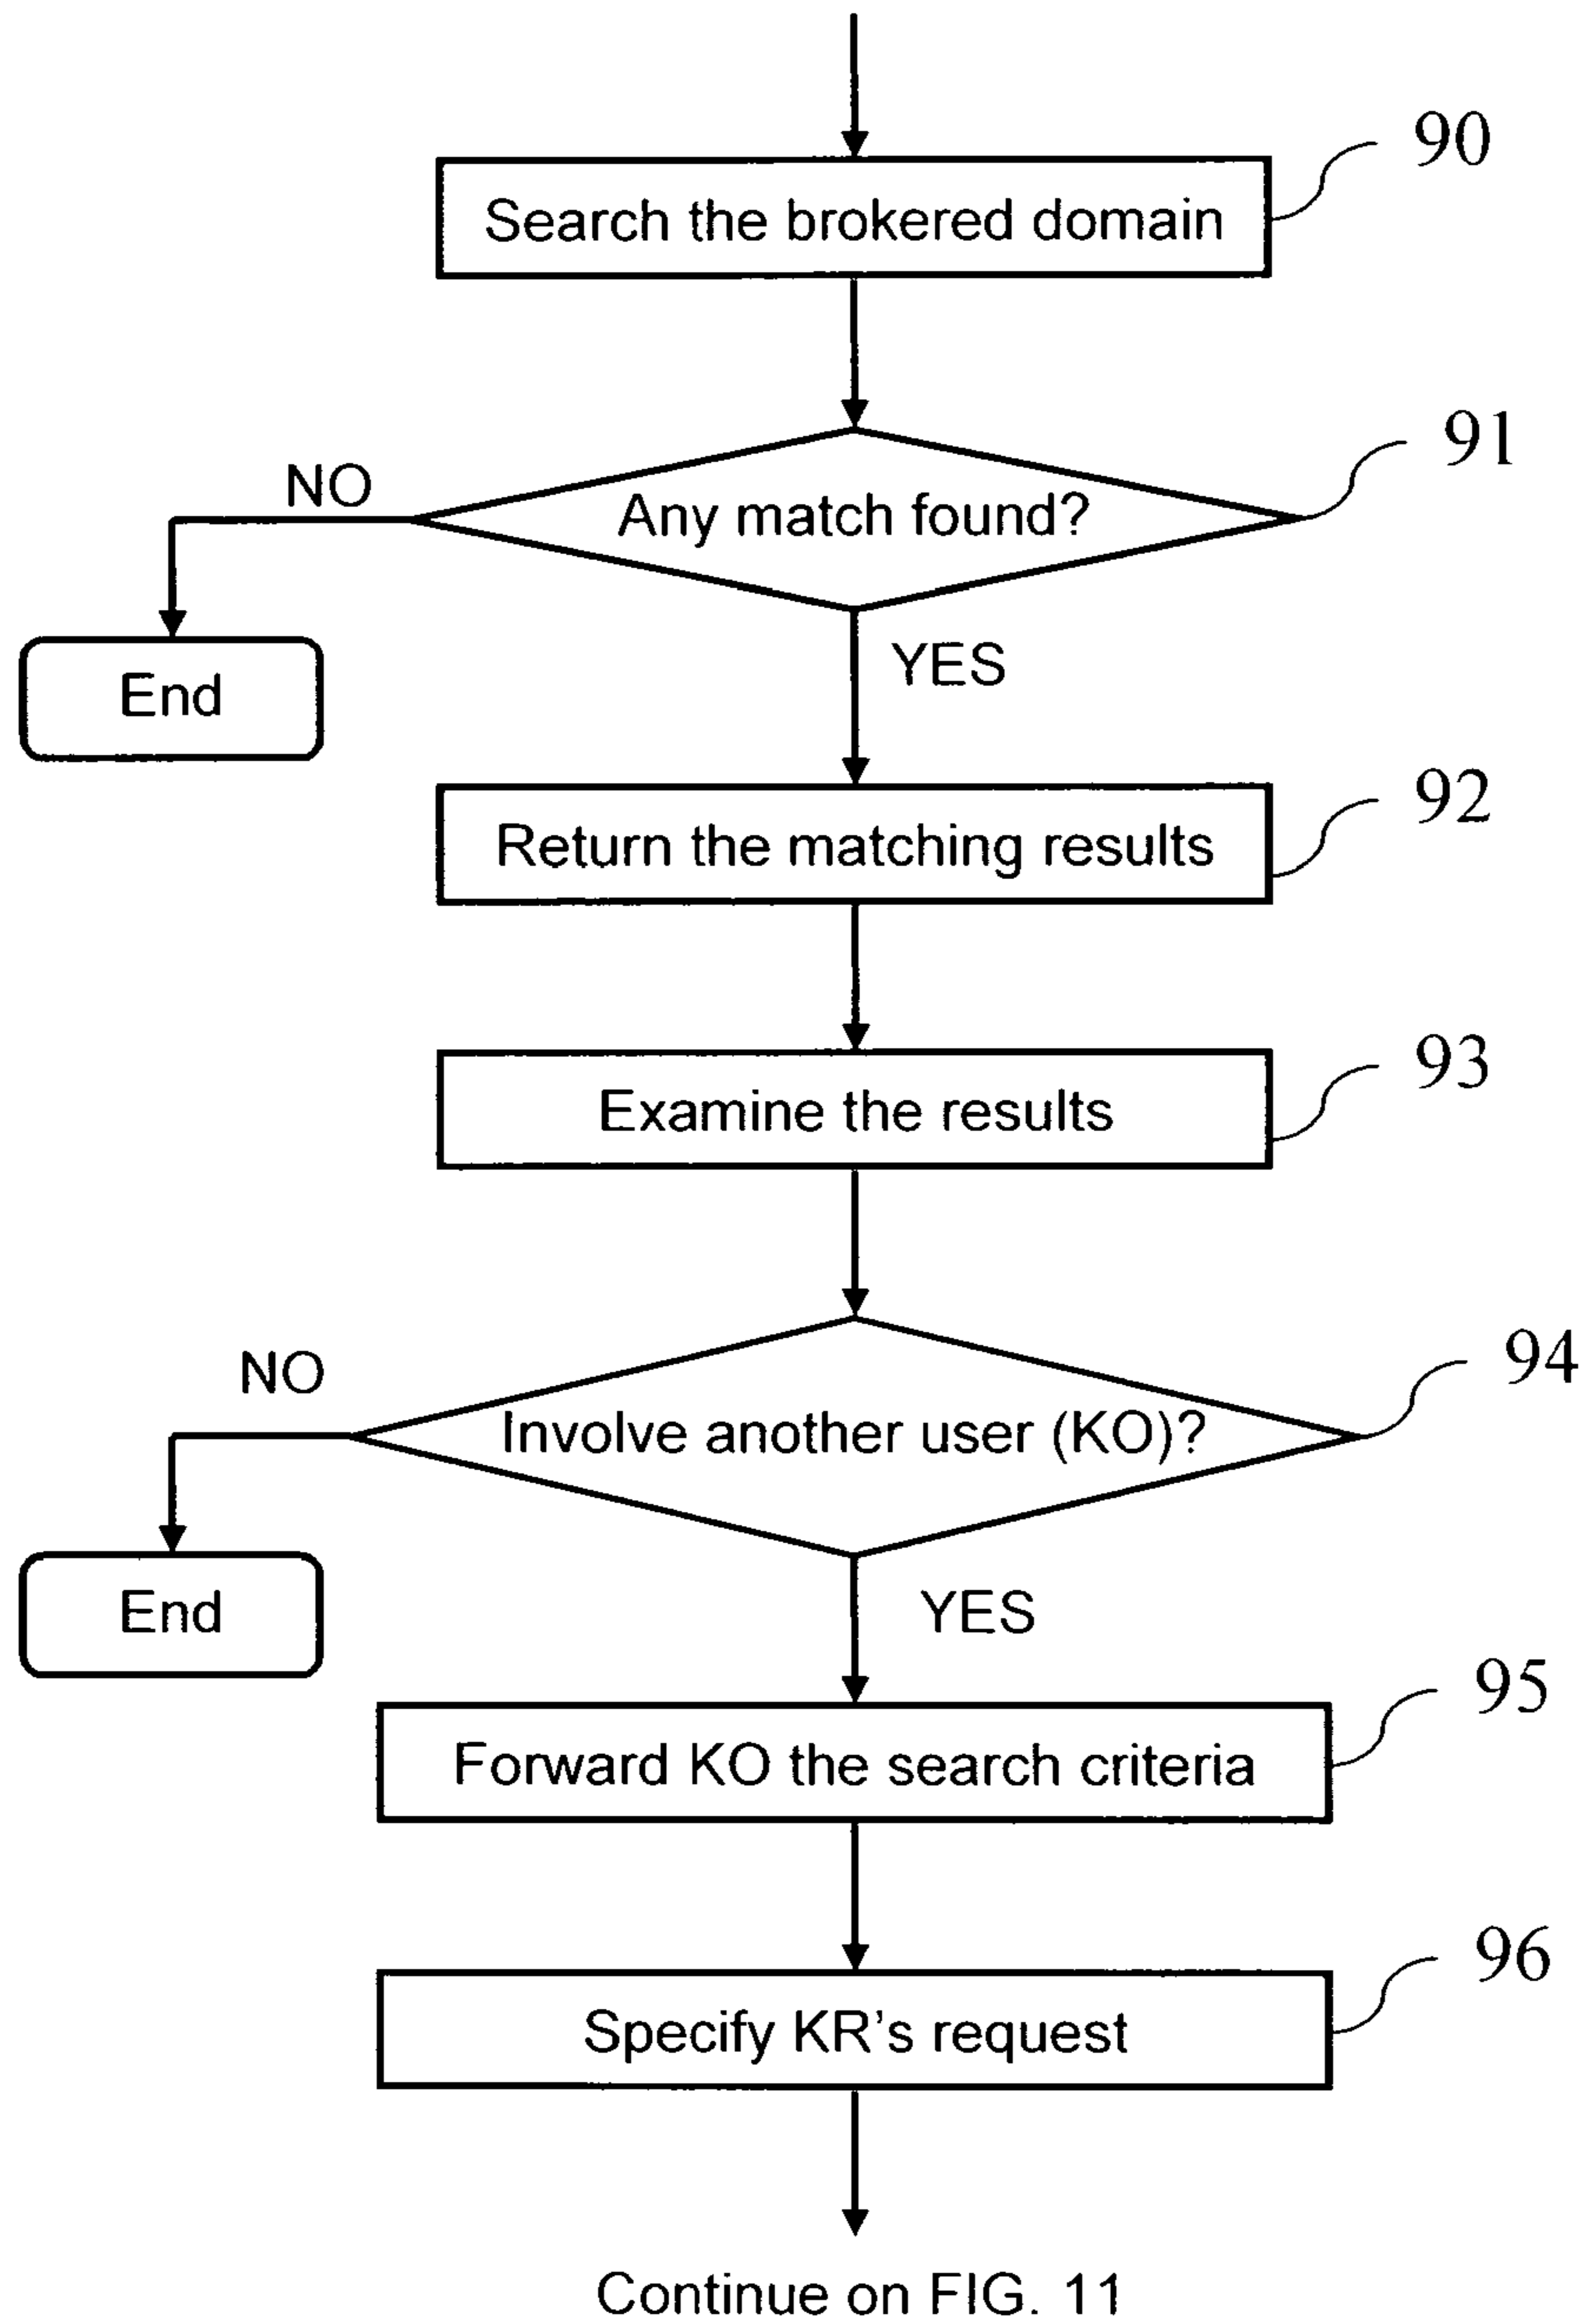 90
Search the brokered domain
91
NO
Any match found?
End
YES
92
Return the matching results
93
Examine the results
94
NO
Involve another user (KO)?
End
YES
95
Forward KO the search criteria
96
Specify KR's request
Continue on FIG. 11